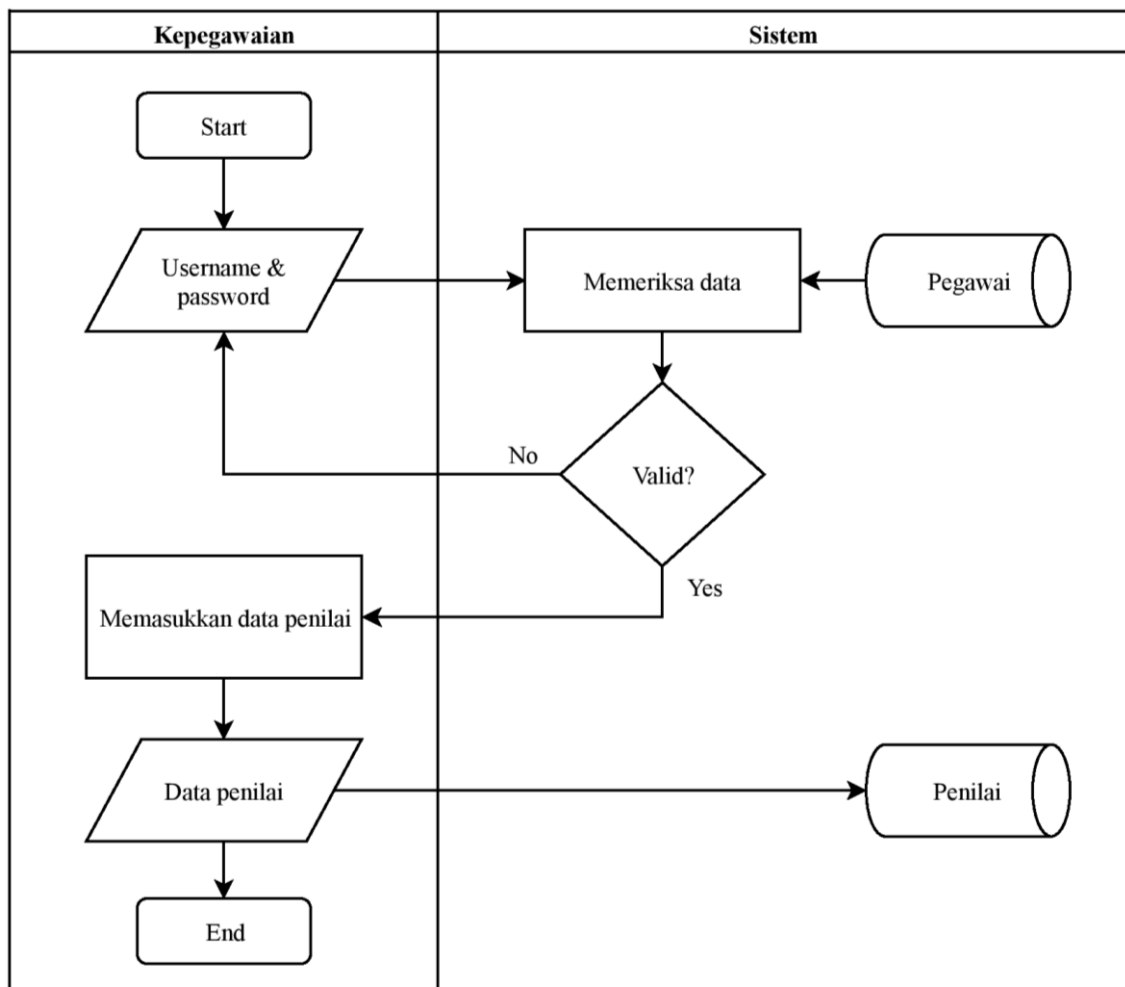 Kepegawaian
Sistem
Start
Username &
password
Memeriksa data
Pegawai
No
Valid?
Yes
Memasukkan data penilai
Data penilai
Penilai
End